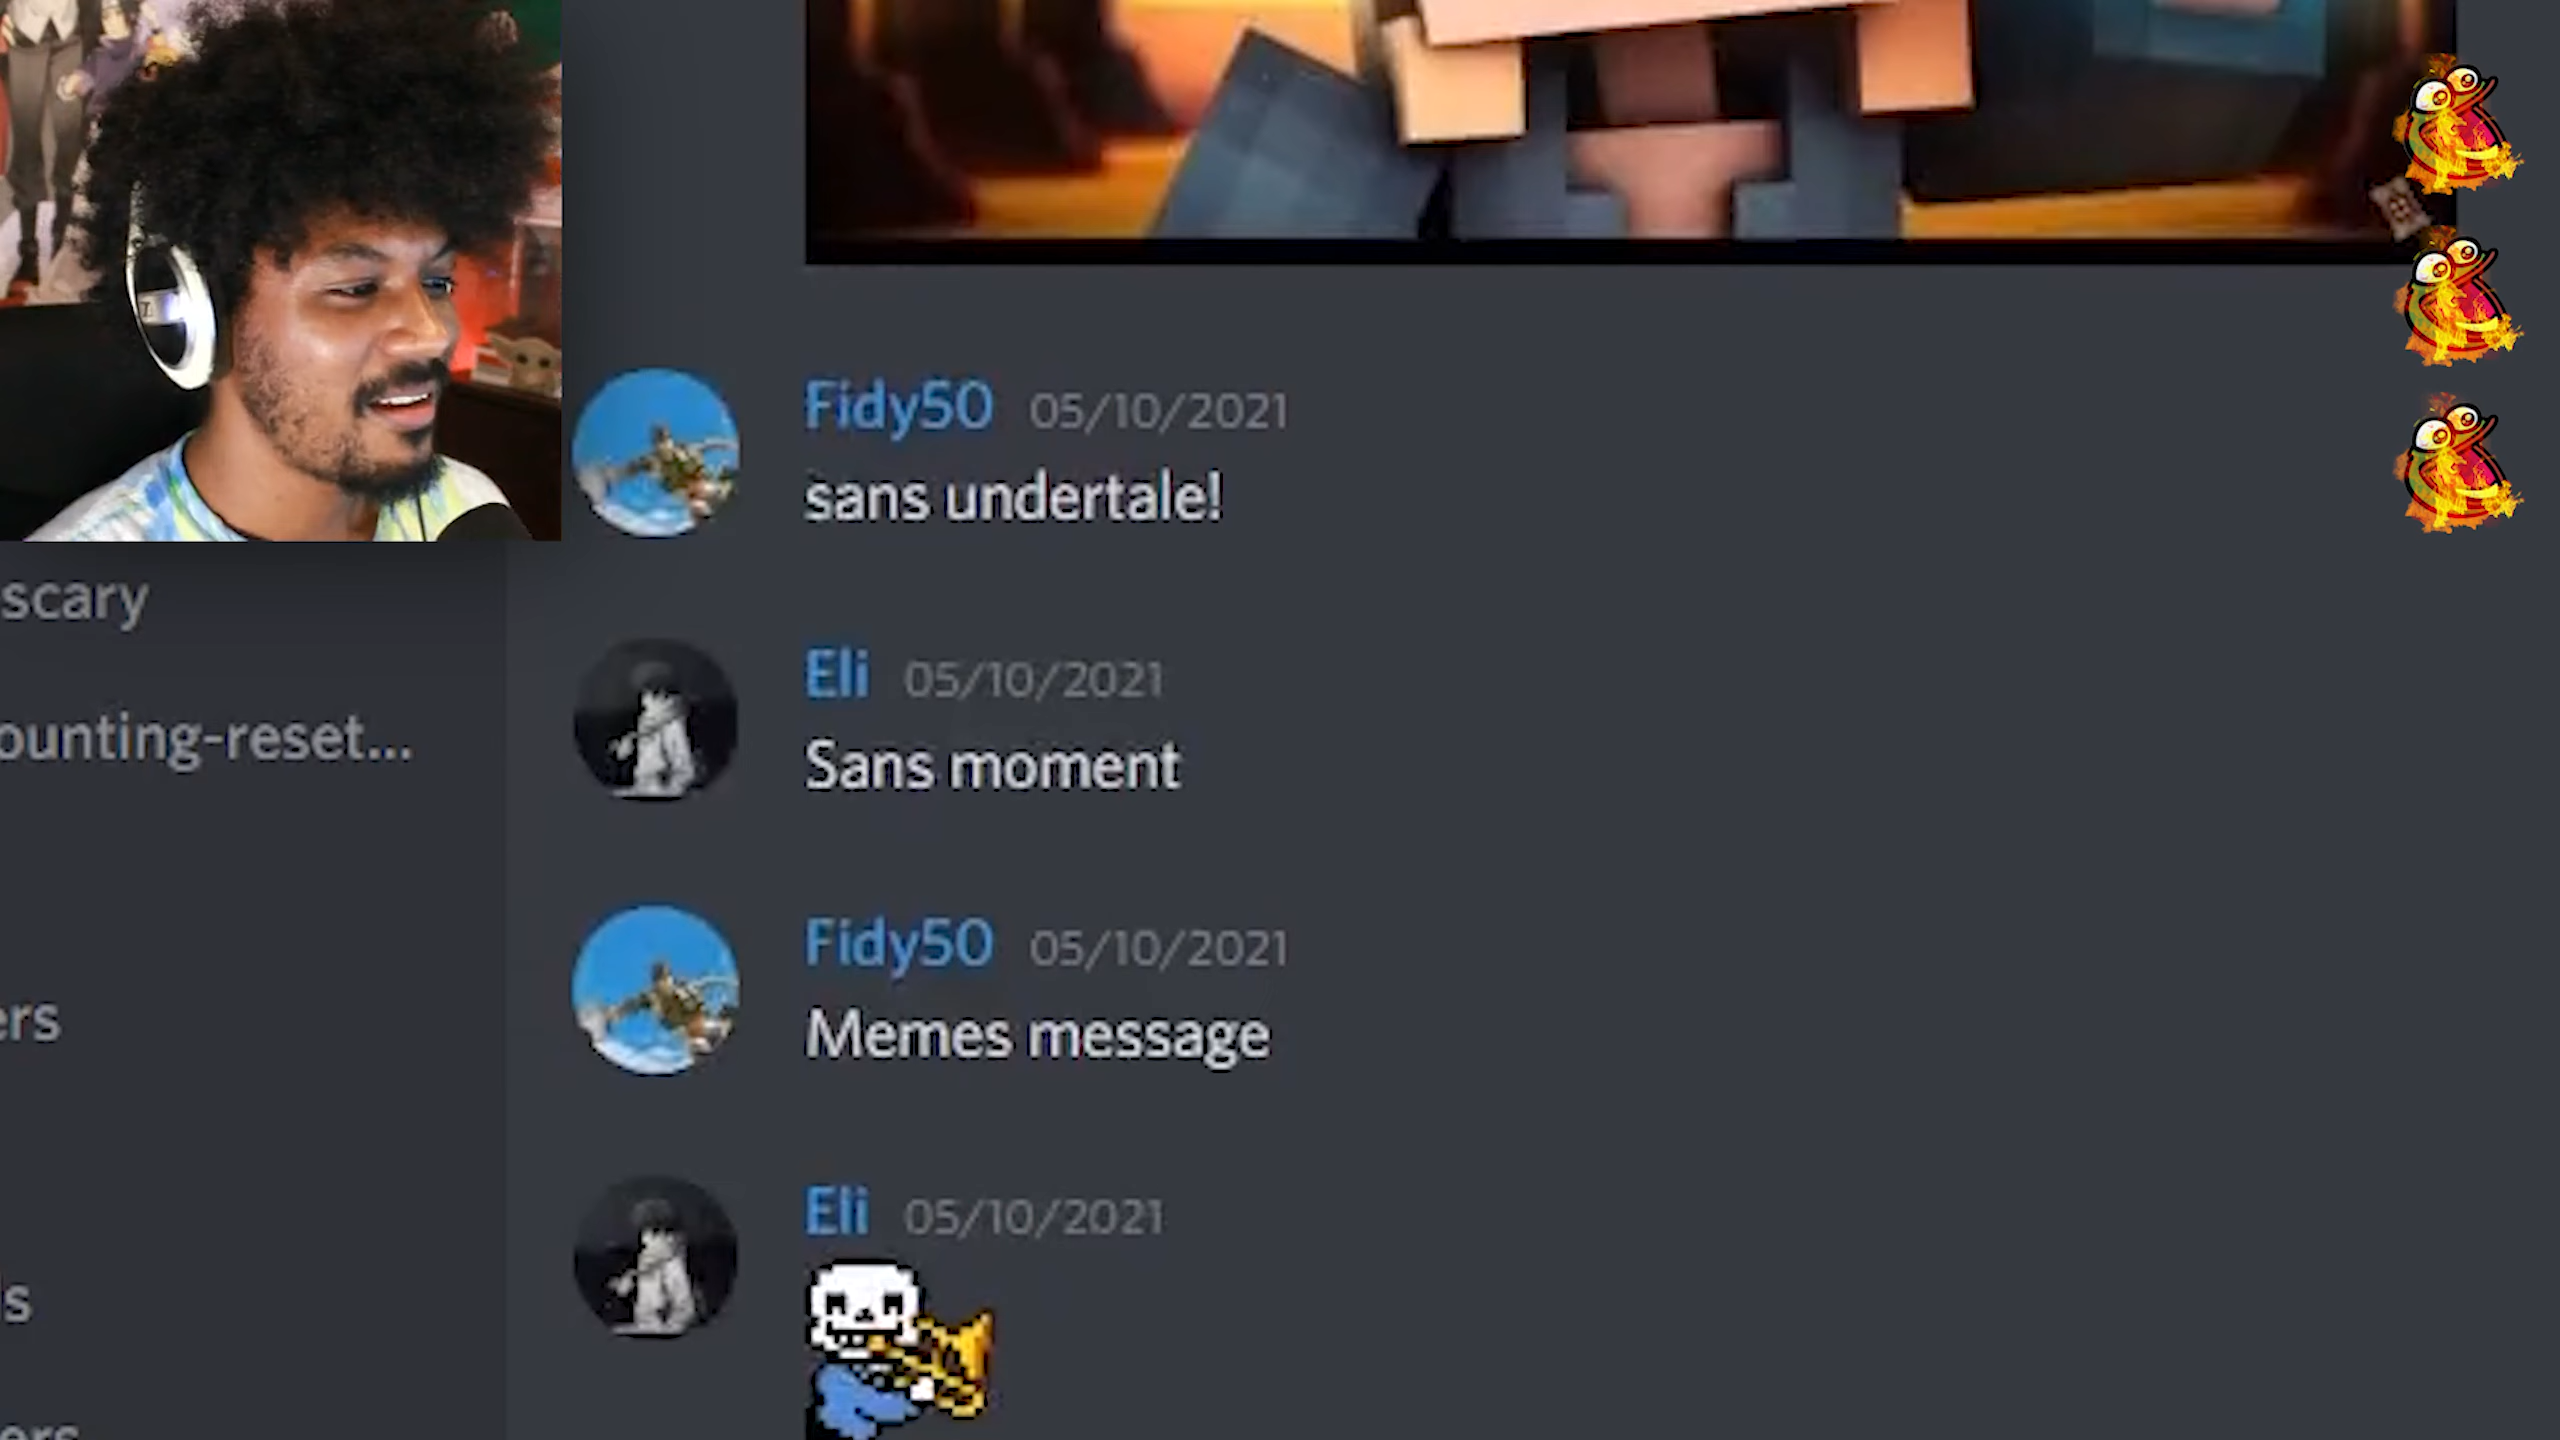 Fidy50 05/10/2021
sans undertale!
scary
Eli 05/10/2021
ounting-reset...
Sans moment
Fidy50 05/10/2021
ers
Memes message
Eli 05/10/2021
s
ers